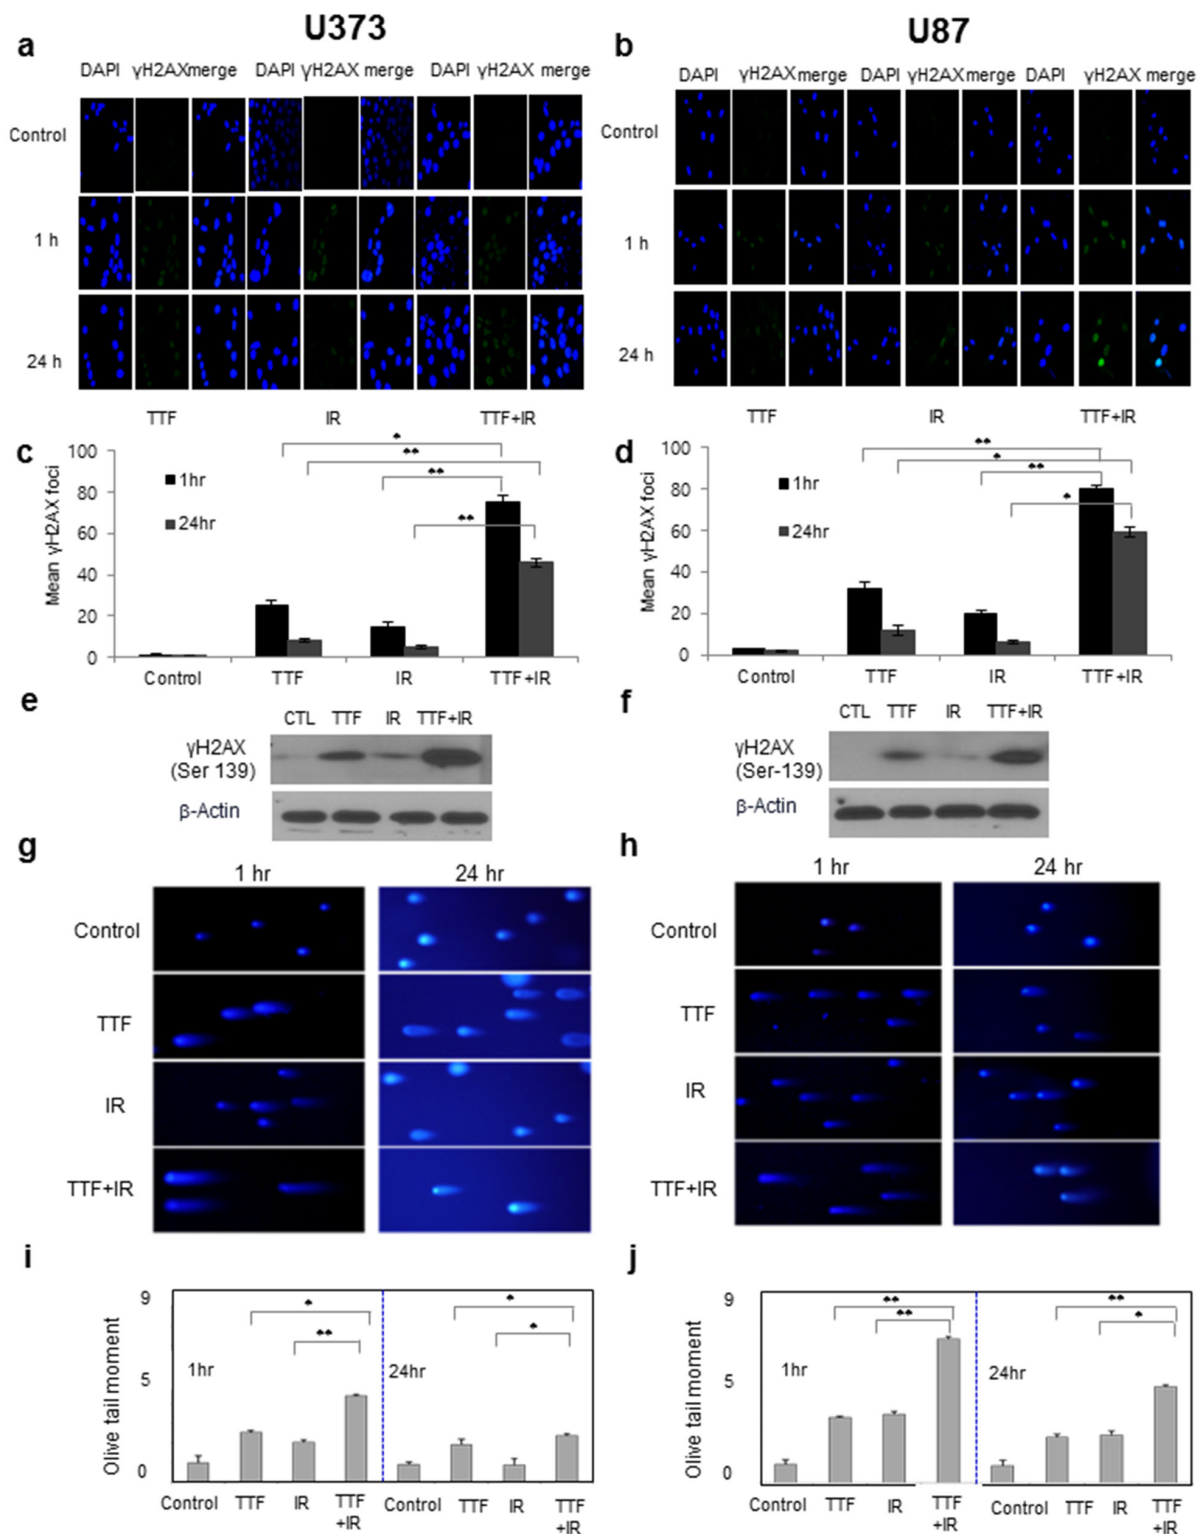 U373
U87
a
DAPI γH2AXmerge DAPI γH2AX merge DAPI γH2AX merge
Control
1 h
24 h
TTF IR TTF+IR
b
DAPI γH2AX merge DAPI γH2AX merge DAPI γH2AX merge
Control
1 h
24 h
TTF IR TTF+IR
c
Mean γH2AX foci
100
80
60
40
20
0
1hr
24hr
* ** ** **
Control TTF IR TTF+IR
d
Mean γH2AX foci
100
80
60
40
20
0
1hr
24hr
** * ** *
Control TTF IR TTF+IR
e
CTL TTF IR TTF+IR
γH2AX
(Ser 139)
β-Actin
f
CTL TTF IR TTF+IR
γH2AX
(Ser-139)
β-Actin
g
1 hr 24 hr
Control
TTF
IR
TTF+IR
h
1 hr 24 hr
Control
TTF
IR
TTF+IR
i
Olive tail moment
9
5
0
1hr
24hr
* ** * *
Control TTF IR TTF
+IR
Control TTF IR TTF
+IR
j
Olive tail moment
9
5
0
1hr
24hr
** ** ** *
Control TTF IR TTF
+IR
Control TTF IR TTF
+IR